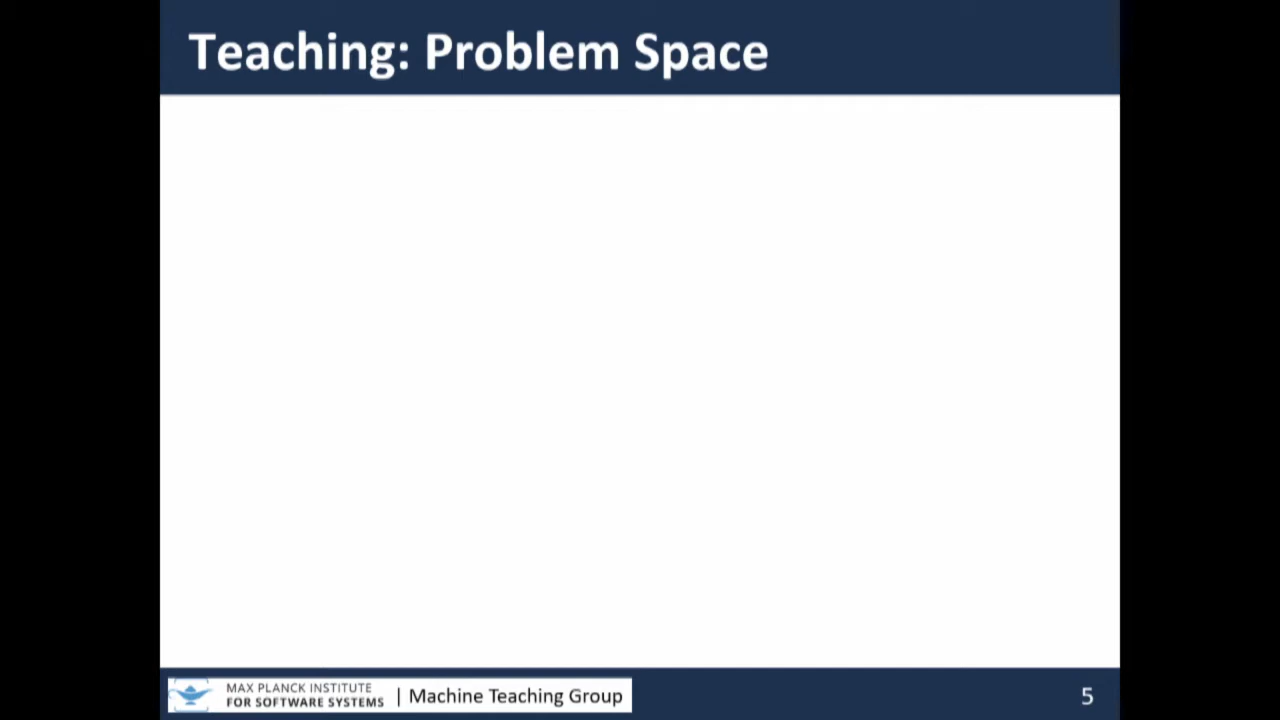 Teaching: Problem Space
MAX PLANCK INSTITUTE
FOR SOFTWARE SYSTEMS
| Machine Teaching Group
5